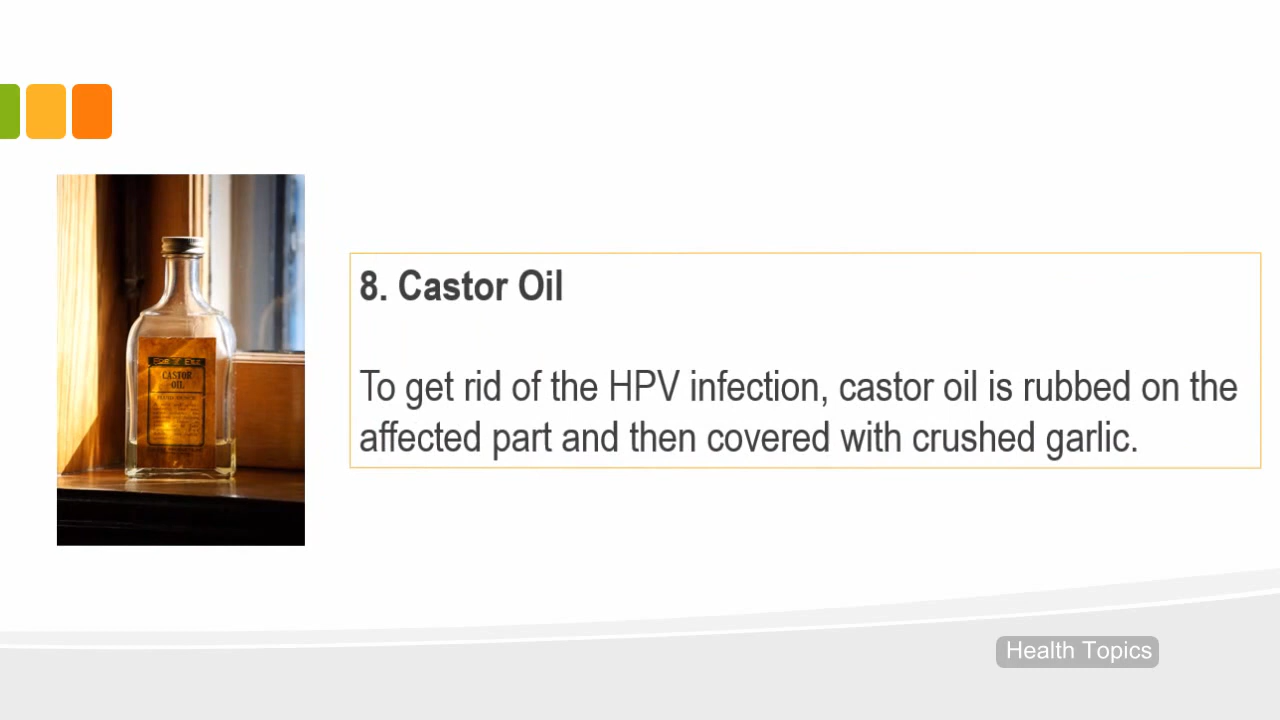 8. Castor Oil
To get rid of the HPV infection, castor oil is rubbed on the
affected part and then covered with crushed garlic.
CASTOR
OIL
Health Topics